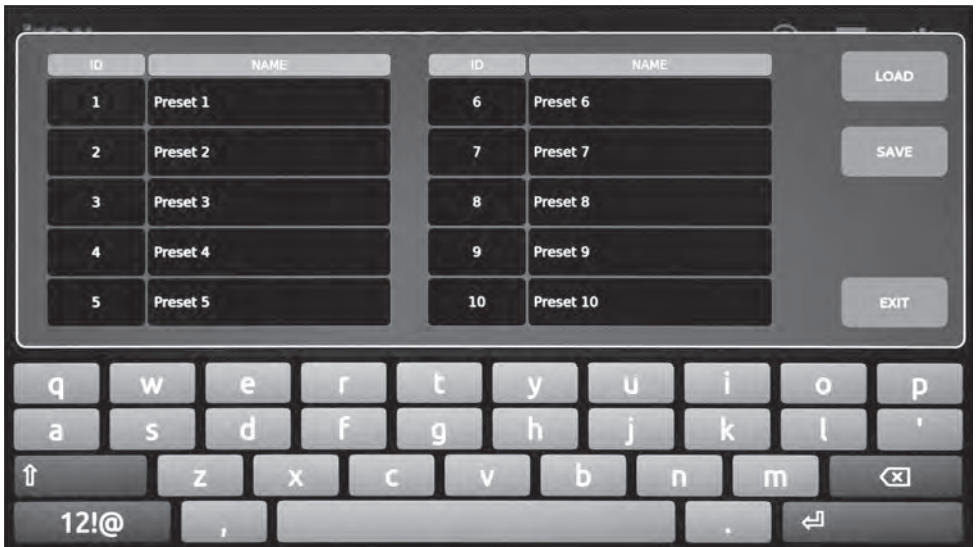 ID NAME ID NAME LOAD
1 Preset 1 6 Preset 6
2 Preset 2 7 Preset 7 SAVE
3 Preset 3 8 Preset 8
4 Preset 4 9 Preset 9
5 Preset 5 10 Preset 10 EXIT
q w e r t y u i o p
a s d f g h j k l '
z x c v b n m
12!@ , .